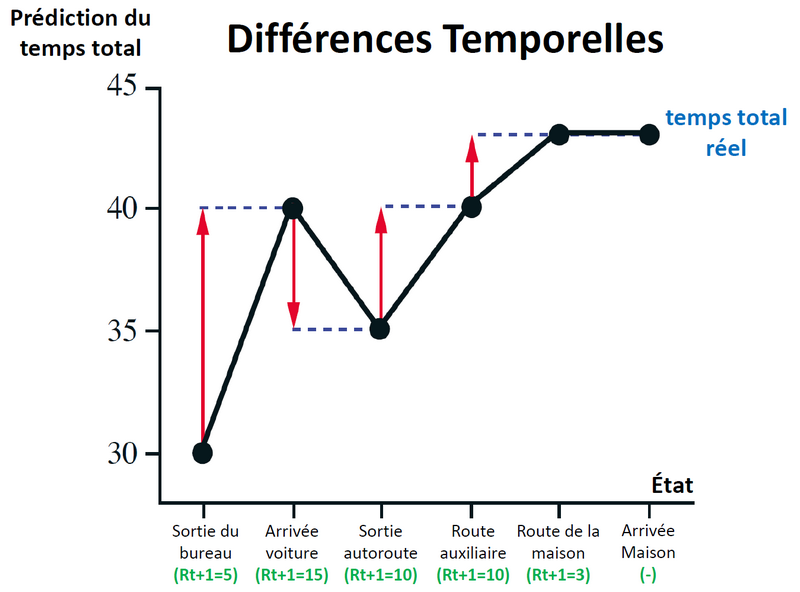 Prédiction du
temps total
Différences Temporelles
45
40
35
30
temps total
réel
État
Sortie du
bureau
(Rt+1=5)
Arrivée
voiture
(Rt+1=15)
Sortie
autoroute
(Rt+1=10)
Route
auxiliaire
(Rt+1=10)
Route de la
maison
(Rt+1=3)
Arrivée
Maison
(-)